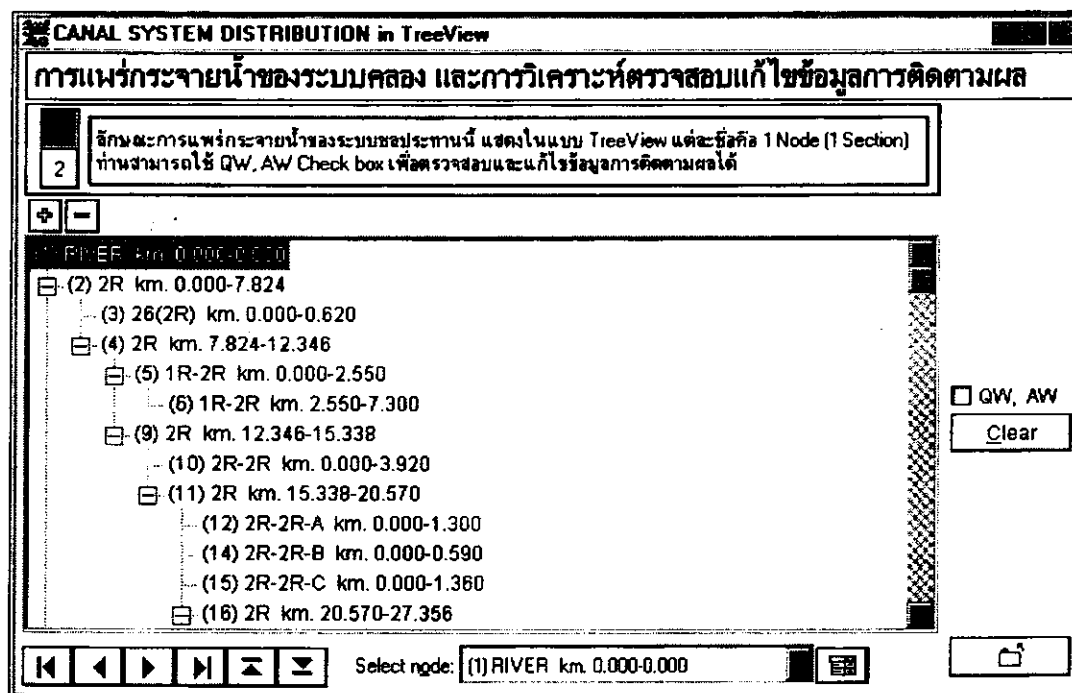 CANAL SYSTEM DISTRIBUTION in TreeView
การแพร่กระจายน้ำของระบบคลอง และการวิเคราะห์ตรวจสอบแก้ไขข้อมูลการติดตามผล
ลักษณะการแพร่กระจายน้ำของระบบชลประทานนี้ แสดงในแบบ TreeView แต่ละชื่อคือ 1 Node (1 Section)
2
ท่านสามารถใช้ QW, AW Check box เพื่อตรวจสอบและแก้ไขข้อมูลการติดตามผลได้
RIVER km. 0.000-0.000
(2) 2R km. 0.000-7.824
(3) 26(2R) km. 0.000-0.620
(4) 2R km. 7.824-12.346
(5) 1R-2R km. 0.000-2.550
(6) 1R-2R km. 2.550-7.300
(9) 2R km. 12.346-15.338
(10) 2R-2R km. 0.000-3.920
(11) 2R km. 15.338-20.570
(12) 2R-2R-A km. 0.000-1.300
(14) 2R-2R-B km. 0.000-0.590
(15) 2R-2R-C km. 0.000-1.360
(16) 2R km. 20.570-27.356
QW, AW
Clear
Select node: (1) RIVER km. 0.000-0.000